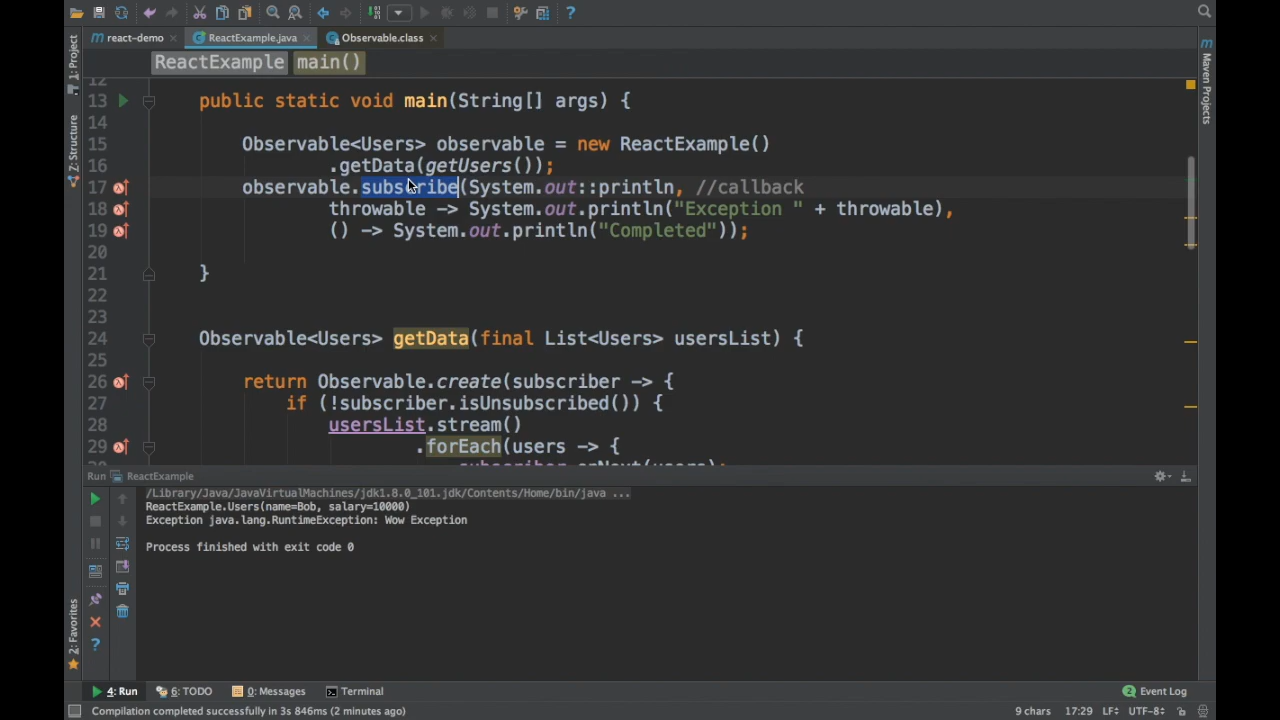 react-demo ReactExample.java Observable.class
ReactExample main()
1: Project
Z: Structure
2: Favorites
Maven Projects
12
13 public static void main(String[] args) {
14
15 Observable<Users> observable = new ReactExample()
16 .getData(getUsers());
17 observable.subscribe(System.out::println, //callback
18 throwable -> System.out.println("Exception " + throwable),
19 () -> System.out.println("Completed"));
20
21 }
22
23
24 Observable<Users> getData(final List<Users> usersList) {
25
26 return Observable.create(subscriber -> {
27 if (!subscriber.isUnsubscribed()) {
28 usersList.stream()
29 .forEach(users -> {
subscriber.onNext(users);
Run ReactExample
/Library/Java/JavaVirtualMachines/jdk1.8.0_101.jdk/Contents/Home/bin/java ...
ReactExample.Users(name=Bob, salary=10000)
Exception java.lang.RuntimeException: Wow Exception
Process finished with exit code 0
4: Run 6: TODO 0: Messages Terminal 2 Event Log
Compilation completed successfully in 3s 846ms (2 minutes ago) 9 chars 17:29 LF÷ UTF-8÷